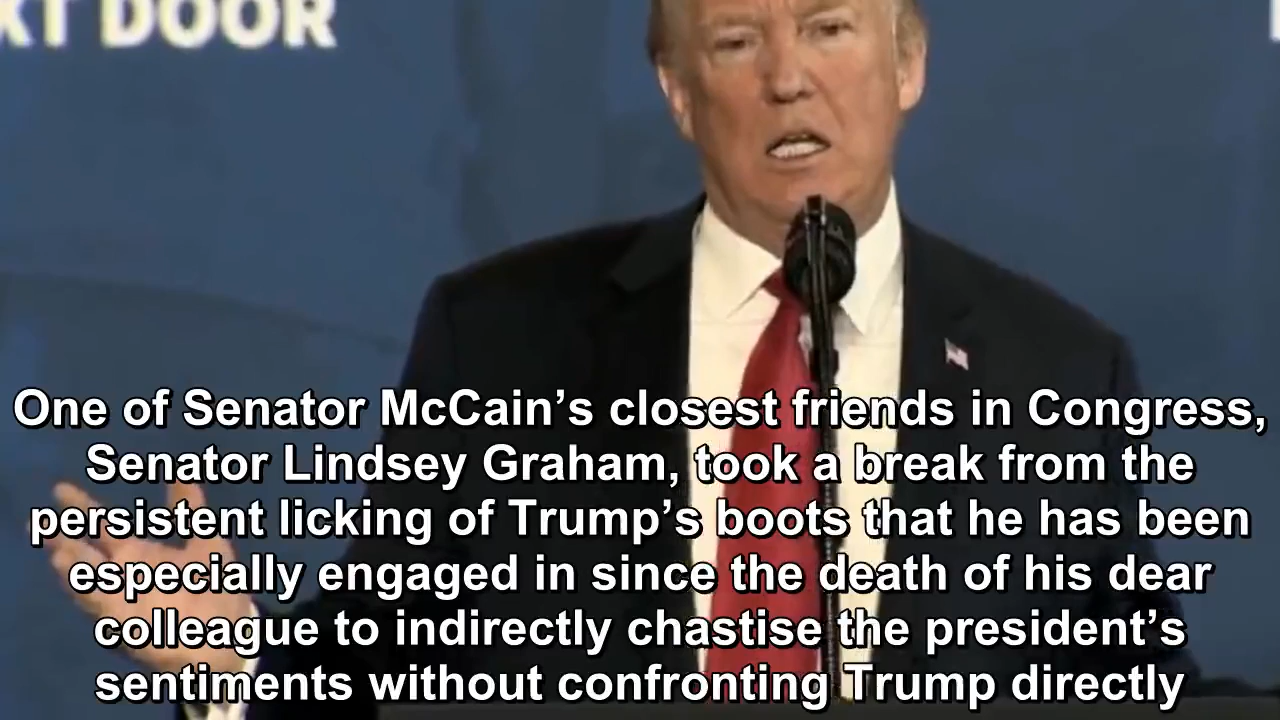 XT DOOR
One of Senator McCain’s closest friends in Congress,
Senator Lindsey Graham, took a break from the
persistent licking of Trump’s boots that he has been
especially engaged in since the death of his dear
colleague to indirectly chastise the president’s
sentiments without confronting Trump directly